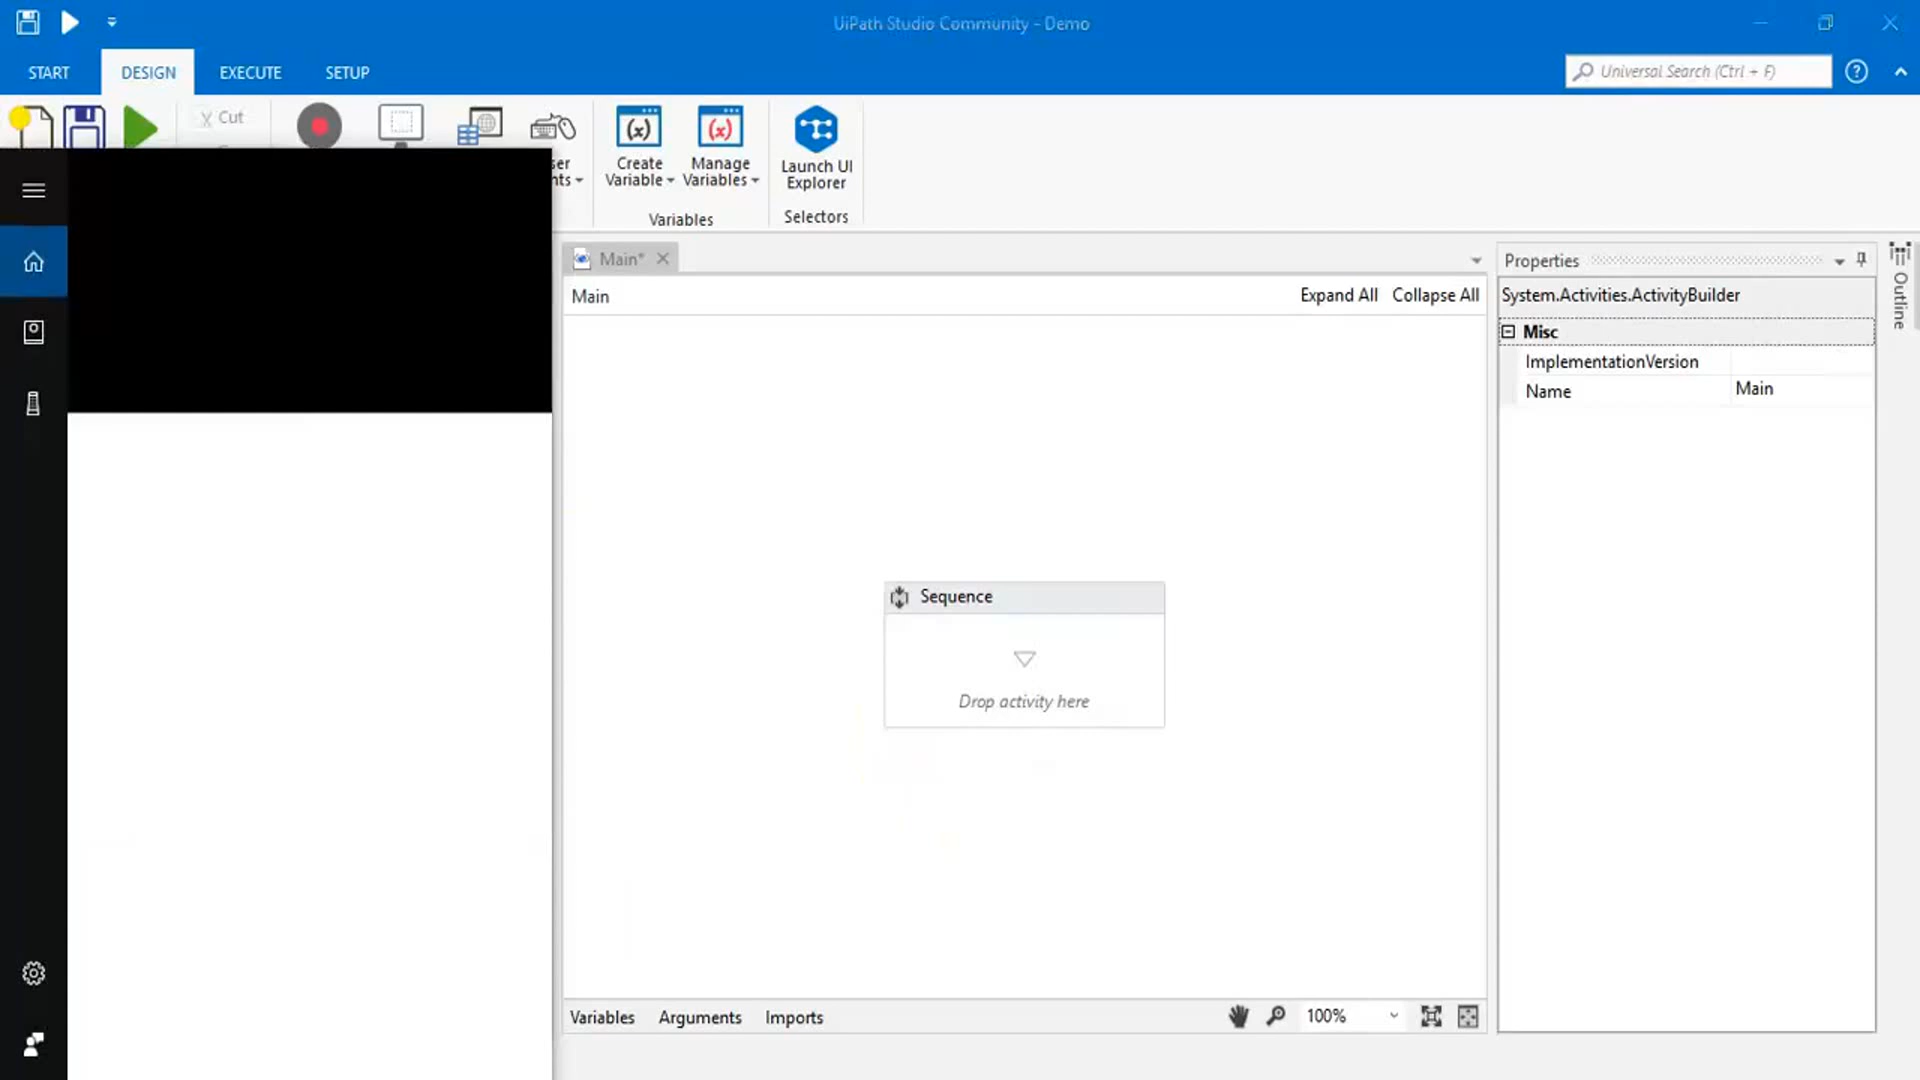 UiPath Studio Community - Demo
START DESIGN EXECUTE SETUP
Universal Search (Ctrl + F)
Cut
Create Variable
Manage Variables
Launch UI Explorer
Variables
Selectors
Main*
Main
Expand All Collapse All
Sequence
Drop activity here
Variables Arguments Imports
100%
Properties
System.Activities.ActivityBuilder
Misc
ImplementationVersion
Name Main
Outline